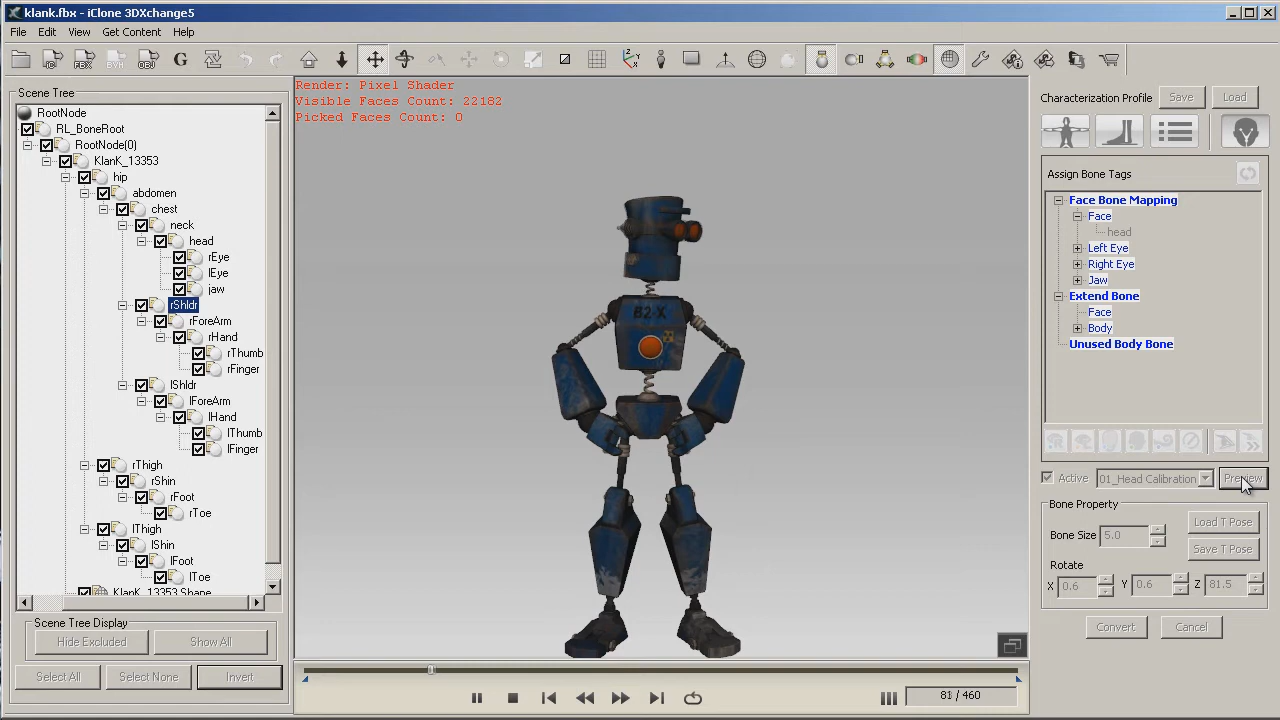 klank.fbx - iClone 3DXchange5
File Edit View Get Content Help
FBX OBJ G
Scene Tree
RootNode
RL_BoneRoot
RootNode(0)
KlanK_13353
hip
abdomen
chest
neck
head
rEye
lEye
jaw
rShldr
rForeArm
rHand
rThumb
rFinger
lShldr
lForeArm
lHand
lThumb
lFinger
rThigh
rShin
rFoot
rToe
lThigh
lShin
lFoot
lToe
KlanK_13353.Shape
Scene Tree Display
Hide Excluded Show All
Select All Select None Invert
Render: Pixel Shader
Visible Faces Count: 22182
Picked Faces Count: 0
B2-X
81 / 460
Characterization Profile Save Load
Assign Bone Tags
Face Bone Mapping
Face
head
Left Eye
Right Eye
Jaw
Extend Bone
Face
Body
Unused Body Bone
Active 01_Head Calibration Preview
Bone Property
Bone Size 5.0 Load T Pose
Save T Pose
Rotate
X 0.6 Y 0.6 Z 81.5
Convert Cancel